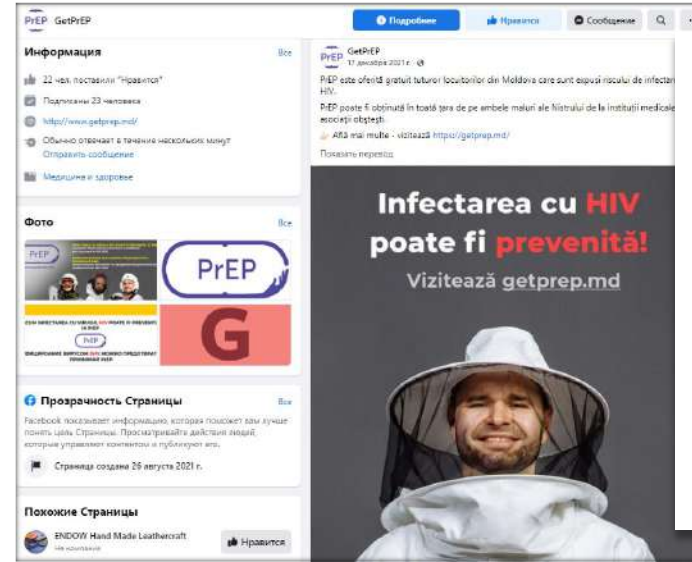 PrEP GetPrEP
Подробнее
Нравится
Сообщение
Информация
Все
22 чел. поставили "Нравится"
Подписаны 23 человека
http://www.getprep.md/
Обычно отвечает в течение нескольких минут
Отправить сообщение
Медицина и здоровье
Фото
Все
PrEP
PrEP
PrEP
G
Прозрачность Страницы
Все
Facebook показывает информацию, которая поможет вам лучше
понять цель Страницы. Просматривайте действия людей,
которые управляют контентом и публикуют его.
Страница создана 26 августа 2021 г.
Похожие Страницы
ENDOW Hand Made Leathercraft
Нравится
PrEP GetPrEP
17 декабря 2021 г.
PrEP este oferită gratuit tuturor locuitorilor din Moldova care sunt expuși riscului de infectar
HIV.
PrEP poate fi obținută în toată țara de pe ambele maluri ale Nistrului de la instituții medicale
asociații obștești.
Află mai multe - vizitează https://getprep.md/
Показать перевод
Infectarea cu HIV
poate fi prevenită!
Vizitează getprep.md